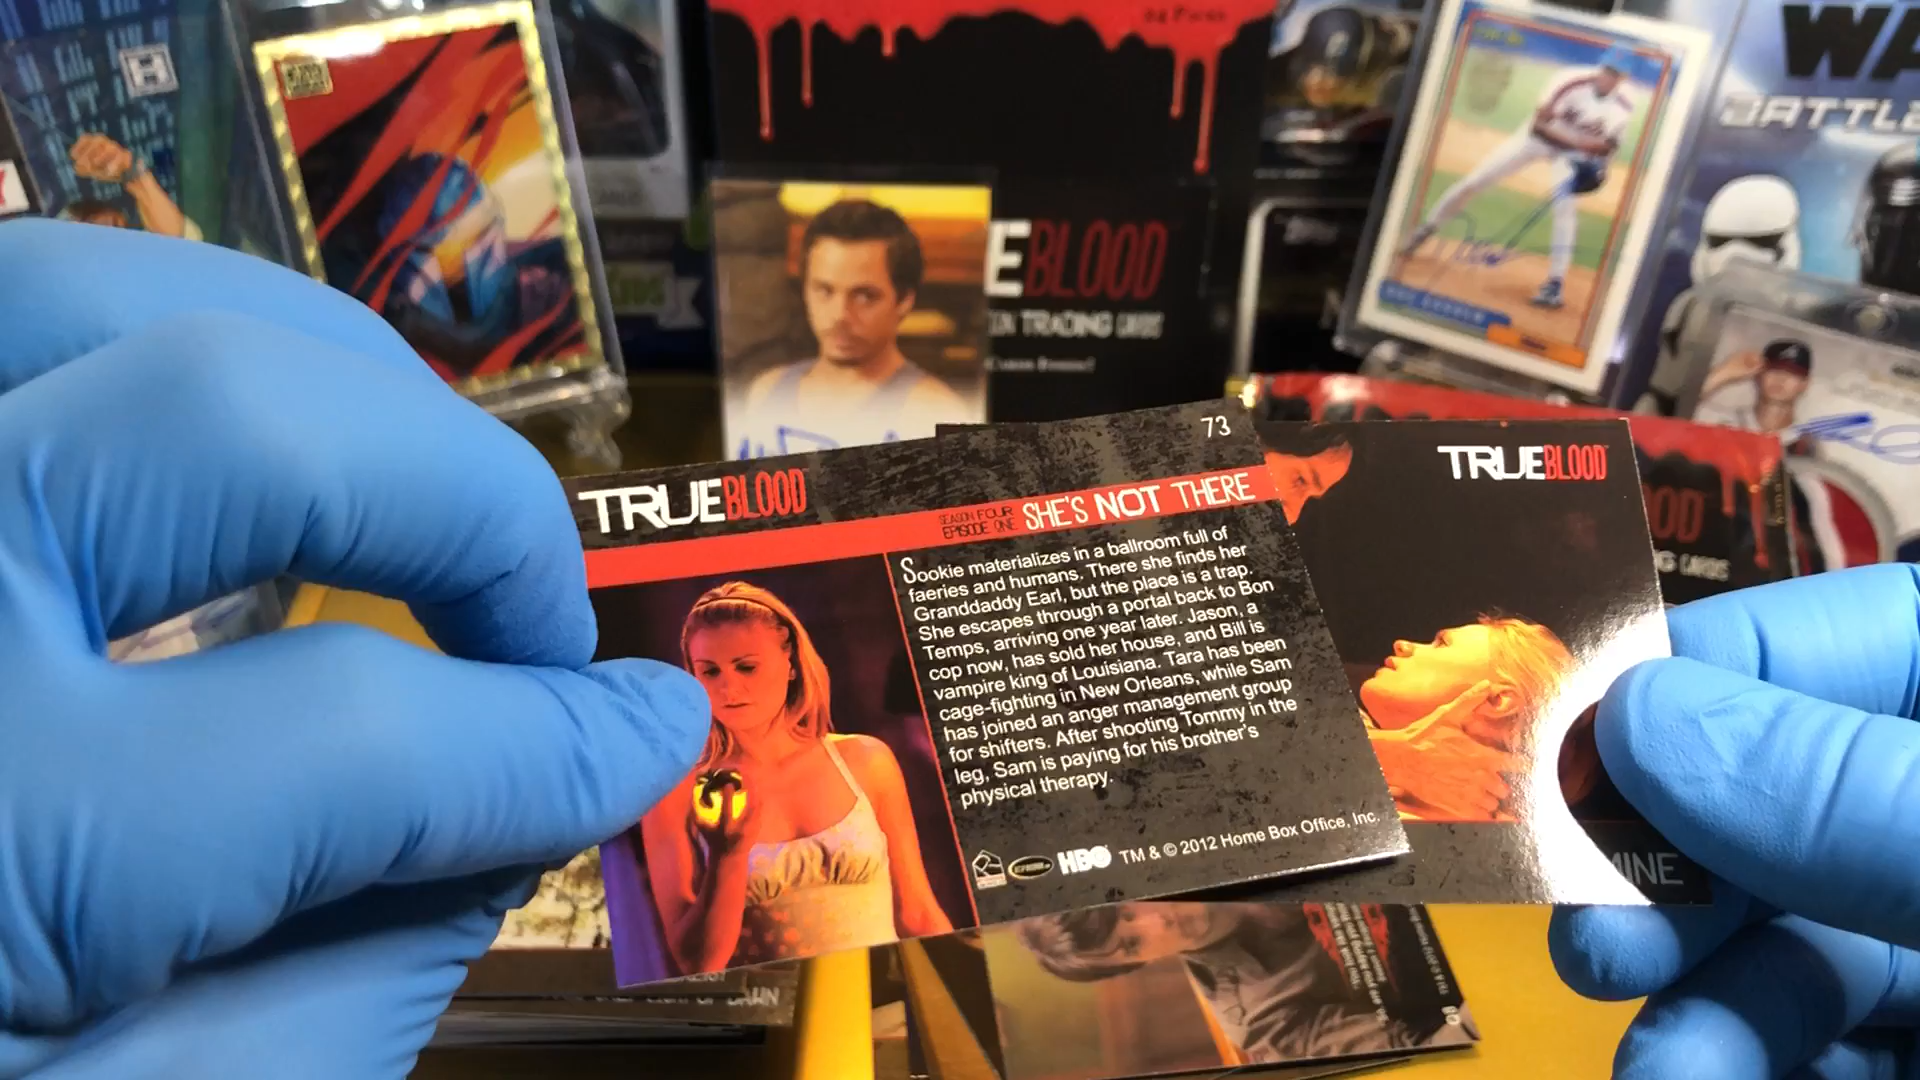 WA
BATTLE
EBLOOD
TRADING CARDS
73
TRUEBLOOD
SEASON FOUR
EPISODE ONE
SHE'S NOT THERE
Sookie materializes in a ballroom full of
faeries and humans. There she finds her
Granddaddy Earl, but the place is a trap.
She escapes through a portal back to Bon
Temps, arriving one year later. Jason, a
cop now, has sold her house, and Bill is
vampire king of Louisiana. Tara has been
cage-fighting in New Orleans, while Sam
has joined an anger management group
for shifters. After shooting Tommy in the
leg, Sam is paying for his brother's
physical therapy.
HBO TM & © 2012 Home Box Office, Inc.
TRUEBLOOD
MINE
OD
CARDS
DAWN